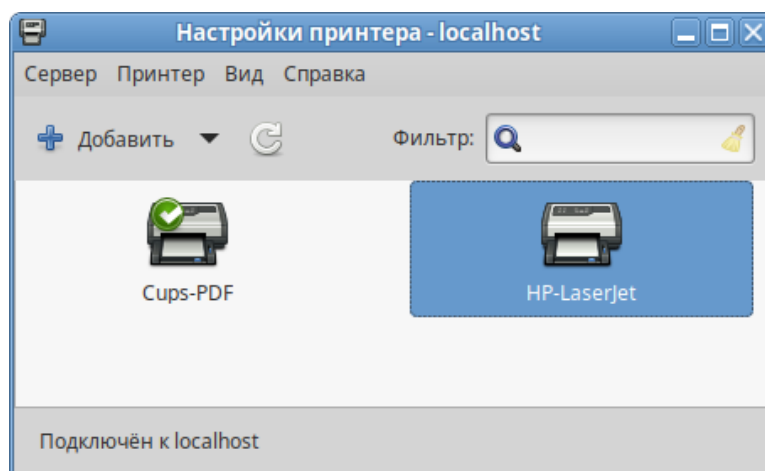 Настройки принтера - localhost
Сервер Принтер Вид Справка
Добавить Фильтр:
Cups-PDF HP-LaserJet
Подключён к localhost